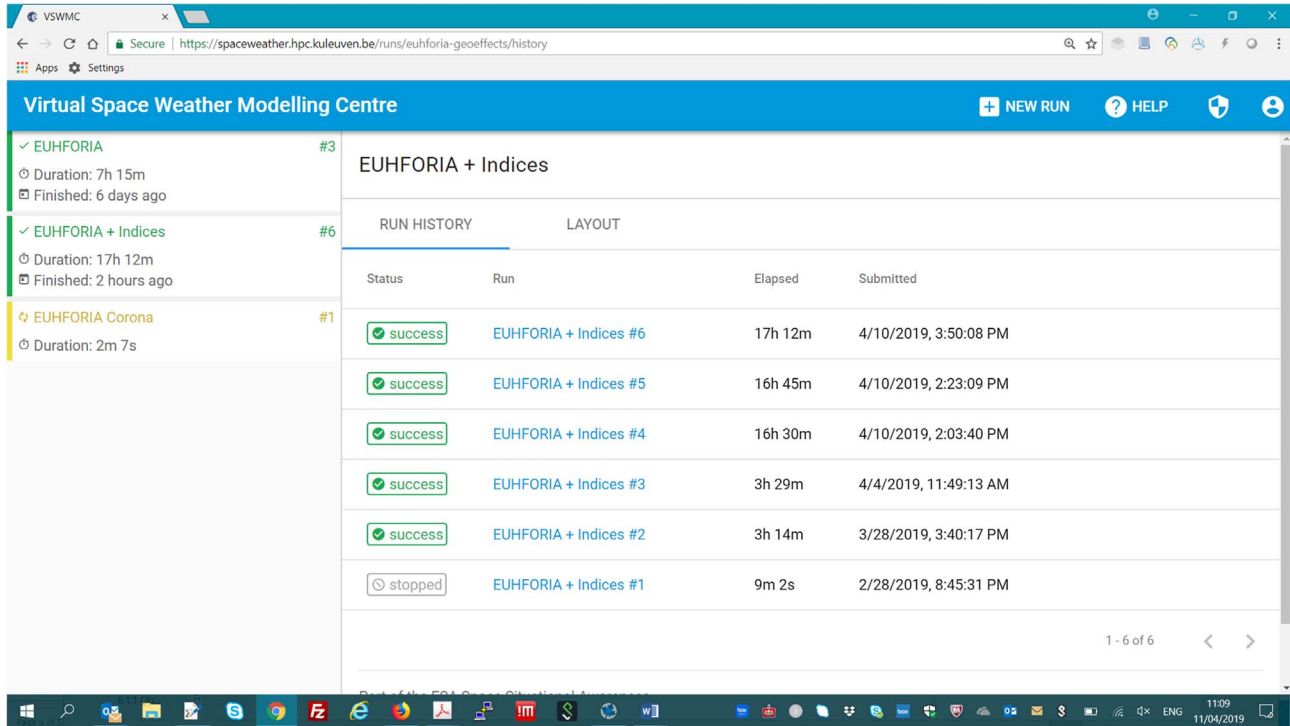 VSWMC
Secure | https://spaceweather.hpc.kuleuven.be/runs/euhforia-geoeffects/history
Apps Settings
Virtual Space Weather Modelling Centre
NEW RUN HELP
EUHFORIA #3
Duration: 7h 15m
Finished: 6 days ago
EUHFORIA + Indices #6
Duration: 17h 12m
Finished: 2 hours ago
EUHFORIA Corona #1
Duration: 2m 7s
EUHFORIA + Indices
RUN HISTORY LAYOUT
Status Run Elapsed Submitted
success EUHFORIA + Indices #6 17h 12m 4/10/2019, 3:50:08 PM
success EUHFORIA + Indices #5 16h 45m 4/10/2019, 2:23:09 PM
success EUHFORIA + Indices #4 16h 30m 4/10/2019, 2:03:40 PM
success EUHFORIA + Indices #3 3h 29m 4/4/2019, 11:49:13 AM
success EUHFORIA + Indices #2 3h 14m 3/28/2019, 3:40:17 PM
stopped EUHFORIA + Indices #1 9m 2s 2/28/2019, 8:45:31 PM
1 - 6 of 6
Part of the ESA Space Situational Awareness
ENG
11:09
11/04/2019